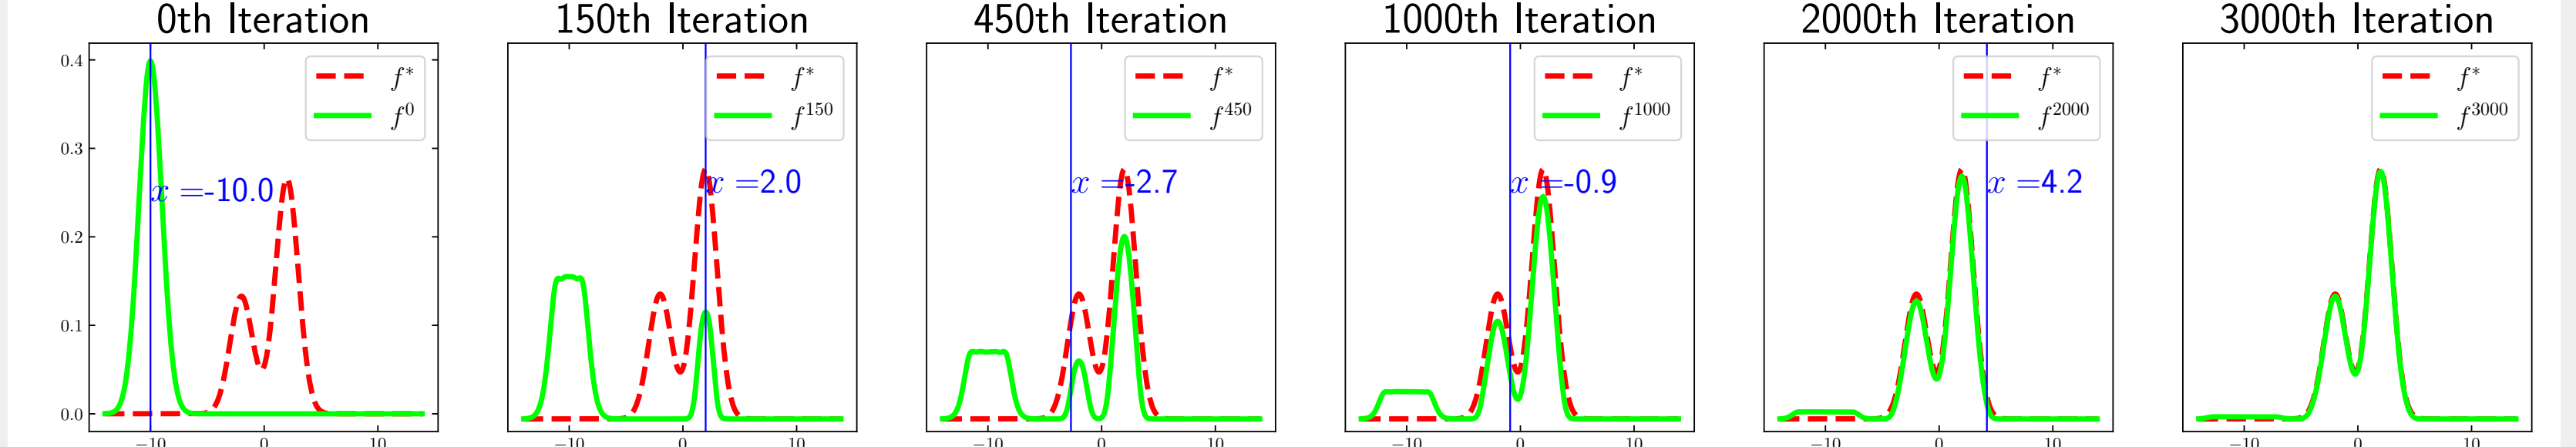 0th Iteration
150th Iteration
450th Iteration
1000th Iteration
2000th Iteration
3000th Iteration
0.4
0.3
0.2
0.1
0.0
f*
f⁰
x =-10.0
−10 0 10
f*
f¹⁵⁰
x =2.0
−10 0 10
f*
f⁴⁵⁰
x =-2.7
−10 0 10
f*
f¹⁰⁰⁰
x =-0.9
−10 0 10
f*
f²⁰⁰⁰
x =4.2
−10 0 10
f*
f³⁰⁰⁰
−10 0 10